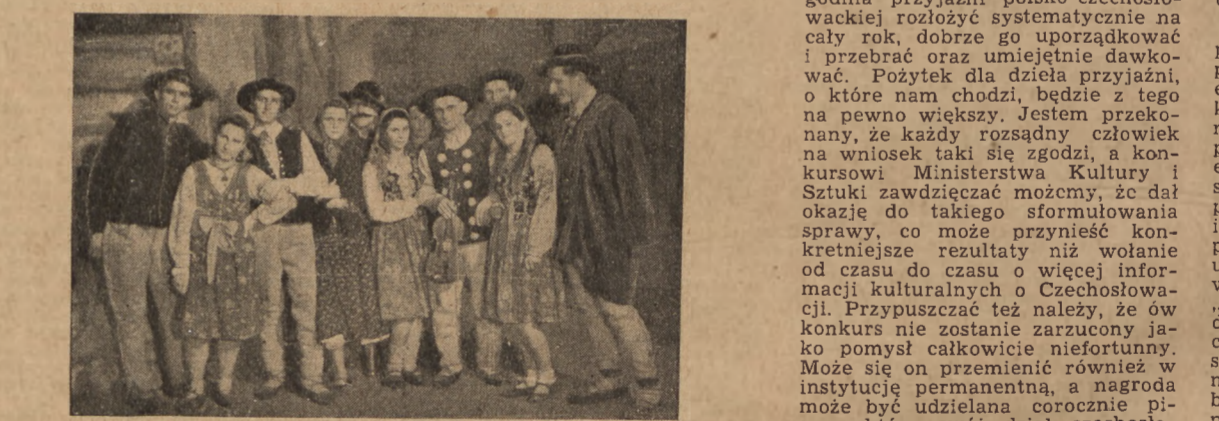 godnia przyjaźni polsko-czechosło-
wackiej rozłożyć systematycznie na
cały rok, dobrze go uporządkować
i przebrać oraz umiejętnie dawko-
wać. Pożytek dla dzieła przyjaźni,
o które nam chodzi, będzie z tego
na pewno większy. Jestem przeko-
nany, że każdy rozsądny człowiek
na wniosek taki się zgodzi, a kon-
kursowi Ministerstwa Kultury i
Sztuki zawdzięczać możemy, że dał
okazję do takiego sformułowania
sprawy, co może przynieść kon-
kretniejsze rezultaty niż wołanie
od czasu do czasu o więcej infor-
macji kulturalnych o Czechosłowa-
cji. Przypuszczać też należy, że ów
konkurs nie zostanie zarzucony ja-
ko pomysł całkowicie niefortunny.
Może się on przemienić również w
instytucję permanentną, a nagroda
może być udzielana corocznie pi-